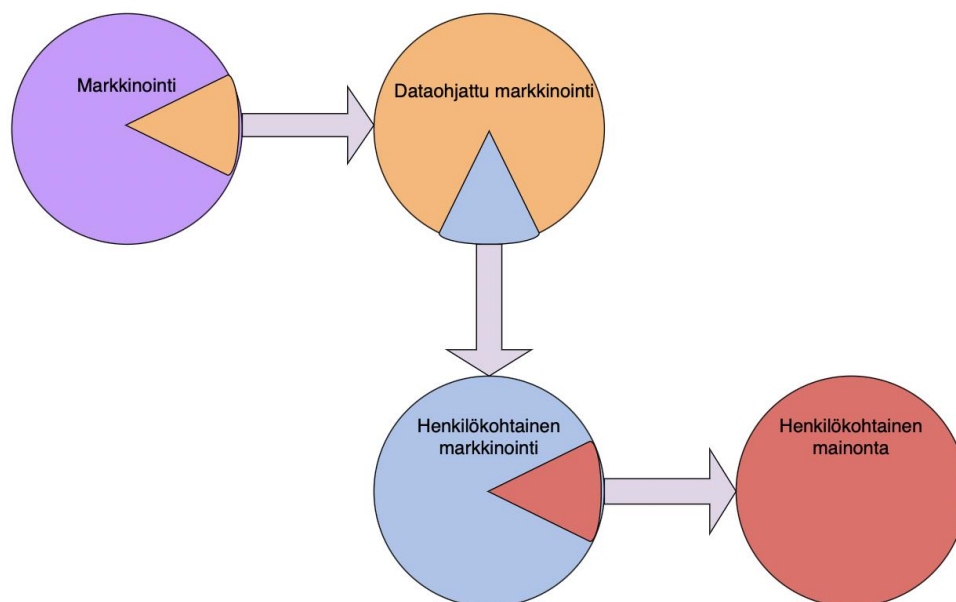 Markkinointi
Dataohjattu markkinointi
Henkilökohtainen
markkinointi
Henkilökohtainen
mainonta